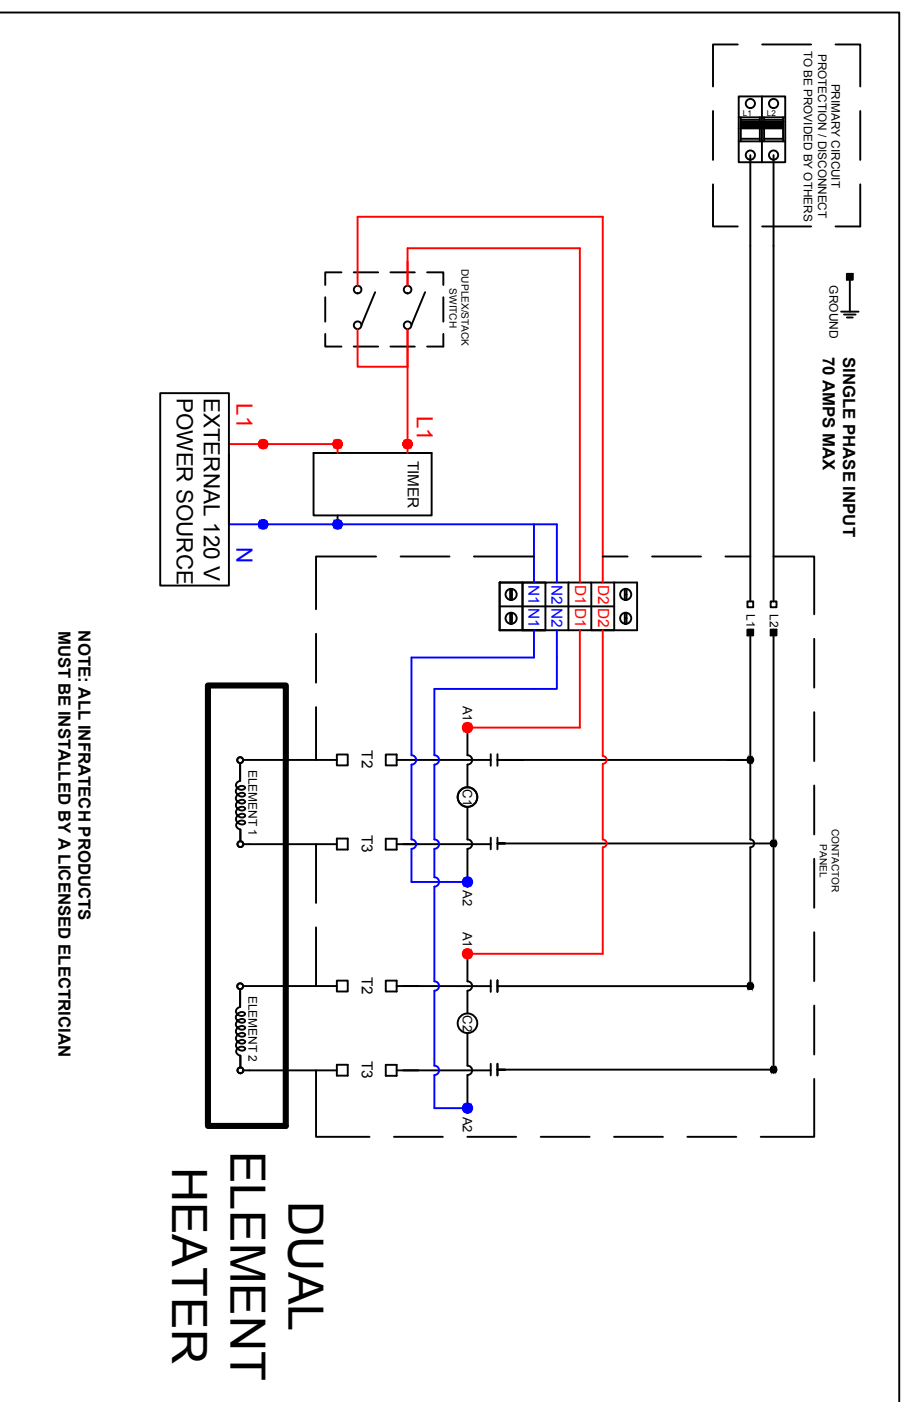 PRIMARY CIRCUIT
PROTECTION / DISCONNECT
TO BE PROVIDED BY OTHERS
L2
L1
GROUND
SINGLE PHASE INPUT
70 AMPS MAX
L2
L1
CONTACTOR
PANEL
DUPLEX/STACK
SWITCH
L1
TIMER
L1
EXTERNAL 120 V
POWER SOURCE
N
D2 D2
D1 D1
N2 N2
N1 N1
A1
C1
A2
A1
C2
A2
T2
T3
T2
T3
ELEMENT 1
ELEMENT 2
DUAL
ELEMENT
HEATER
NOTE: ALL INFRATECH PRODUCTS
MUST BE INSTALLED BY A LICENSED ELECTRICIAN